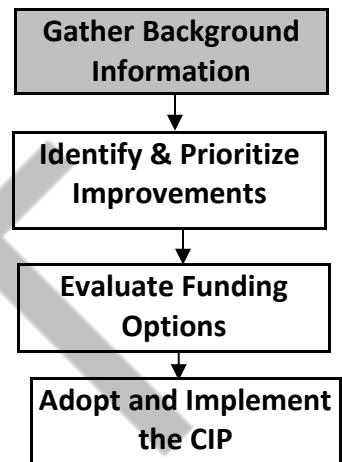 Gather Background
Information
Identify & Prioritize
Improvements
Evaluate Funding
Options
Adopt and Implement
the CIP